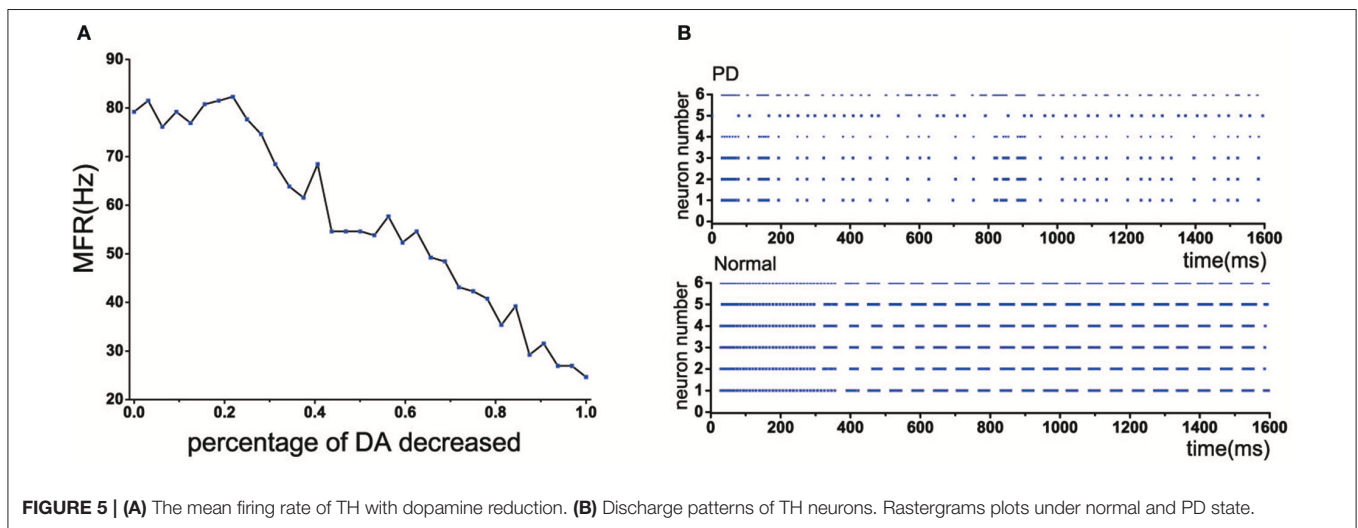 A
90
80
70
60
50
40
30
20
MFR(Hz)
0.0 0.2 0.4 0.6 0.8 1.0
percentage of DA decreased
B
PD
6
5
4
3
2
1
0
neuron number
0 200 400 600 800 1000 1200 1400 1600
time(ms)
Normal
6
5
4
3
2
1
0
neuron number
0 200 400 600 800 1000 1200 1400 1600
time(ms)
FIGURE 5 | (A) The mean firing rate of TH with dopamine reduction. (B) Discharge patterns of TH neurons. Rastergrams plots under normal and PD state.